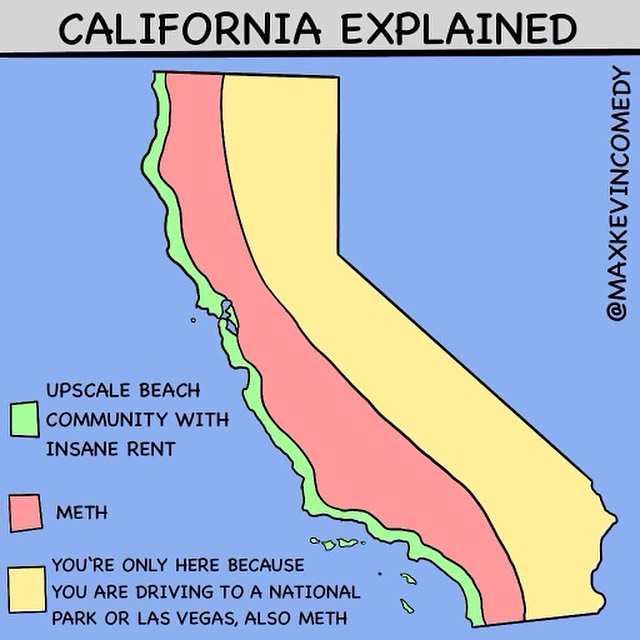 CALIFORNIA EXPLAINED
@MAXKEVINCOMEDY
UPSCALE BEACH
COMMUNITY WITH
INSANE RENT
METH
YOU'RE ONLY HERE BECAUSE
YOU ARE DRIVING TO A NATIONAL
PARK OR LAS VEGAS, ALSO METH